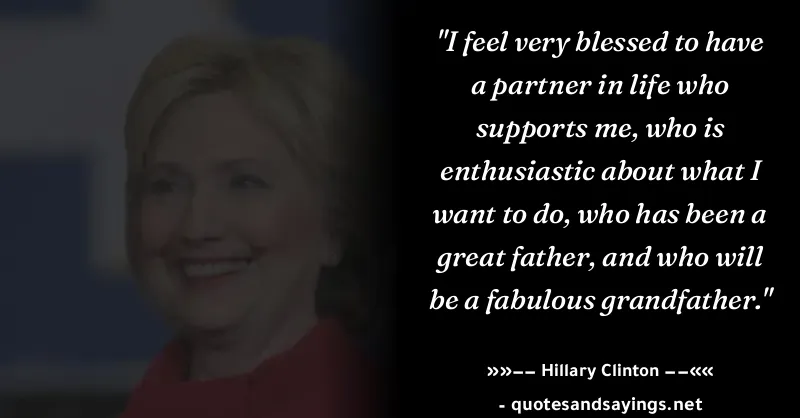 "I feel very blessed to have
a partner in life who
supports me, who is
enthusiastic about what I
want to do, who has been a
great father, and who will
be a fabulous grandfather."
»»–– Hillary Clinton ––««
- quotesandsayings.net